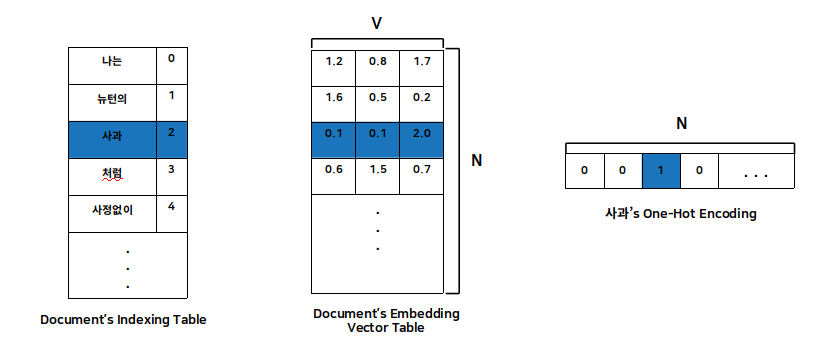 나는 0
뉴턴의 1
사과 2
처럼 3
사정없이 4
.
.
.
Document's Indexing Table
V
1.2 0.8 1.7
1.6 0.5 0.2
0.1 0.1 2.0
0.6 1.5 0.7
.
.
.
N
Document's Embedding
Vector Table
N
0 0 1 0 ...
사과's One-Hot Encoding